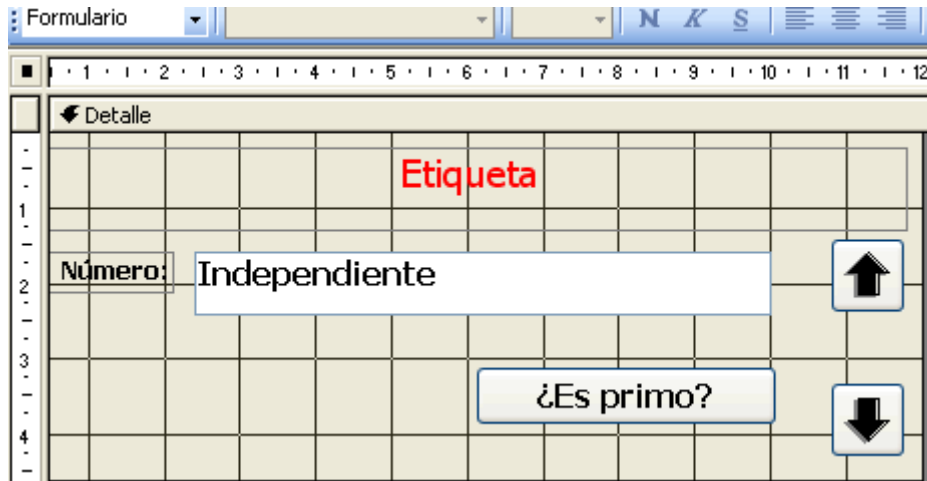 Formulario N K S
1 2 3 4 5 6 7 8 9 10 11 12
Detalle
Etiqueta
1
Número: Independiente
2
3
¿Es primo?
4